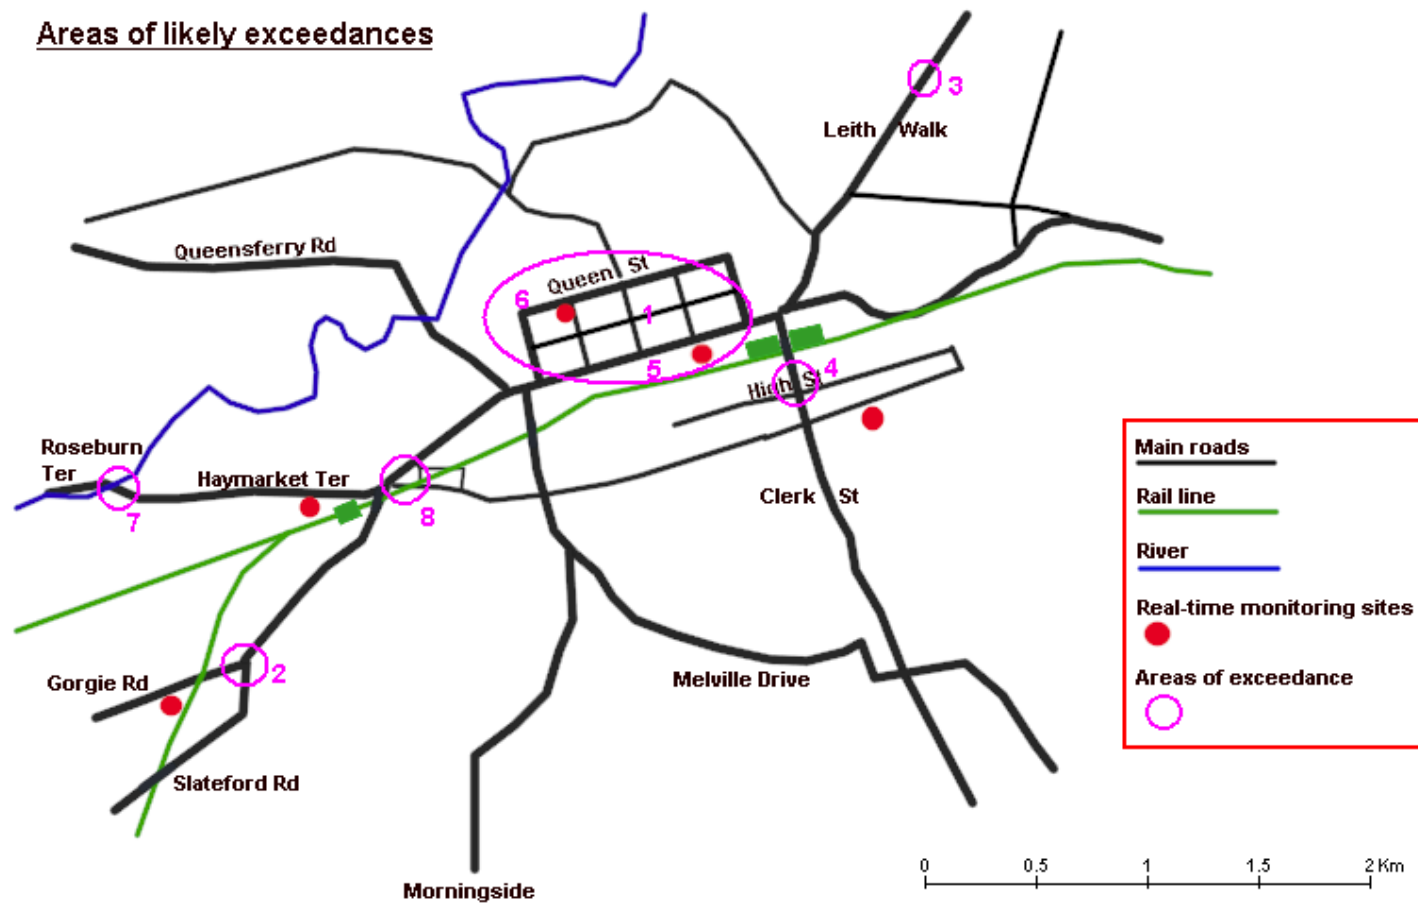 Areas of likely exceedances
3
Leith Walk
Queensferry Rd
Queen St
6
1
5
High St
4
Roseburn
Ter
Haymarket Ter
7
8
Clerk St
Gorgie Rd
2
Melville Drive
Slateford Rd
Morningside
Main roads
Rail line
River
Real-time monitoring sites
Areas of exceedance
0 0.5 1 1.5 2 Km